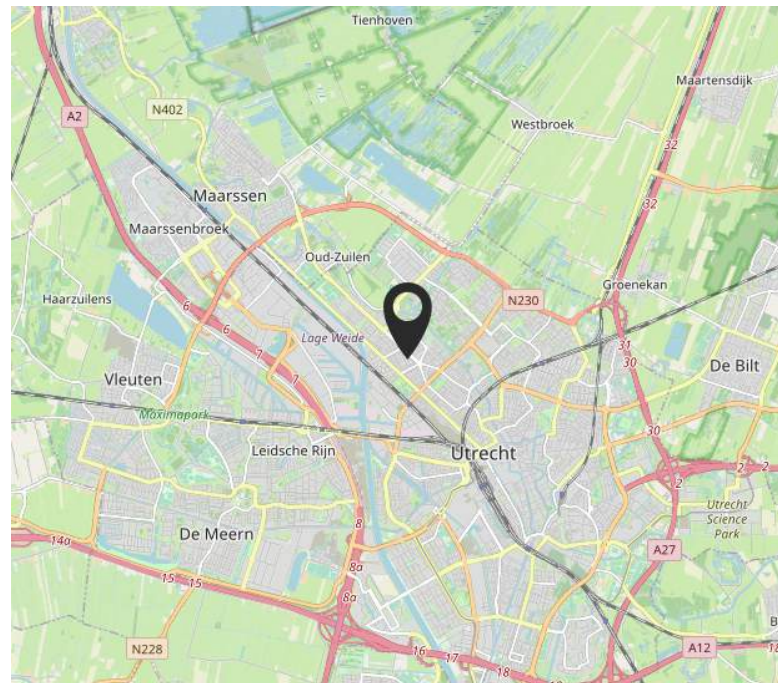 Tienhoven
Maartensdijk
A2
N402
Westbroek
32
Maarssen
32
Maarssenbroek
Oud-Zuilen
Groenekan
Haarzuilens
6
N230
6
Lage Weide
7
31
30
De Bilt
7
Vleuten
Maximapark
30
Leidsche Rijn
Utrecht
2
2
Utrecht
Science
Park
8
De Meern
14a
A27
8a
15
15
8a
N228
16
17
18
A12
18
B